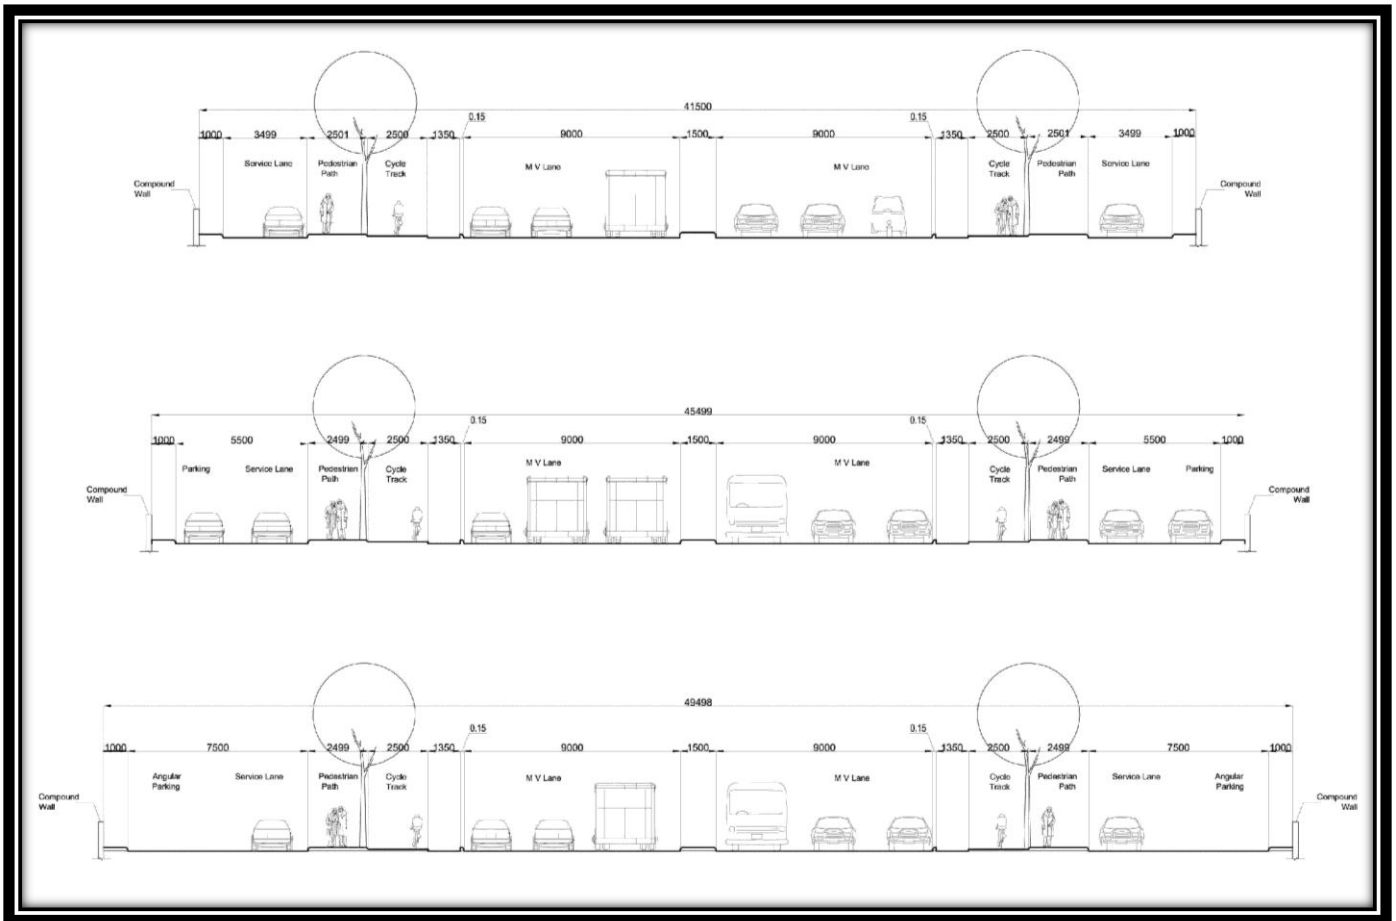 41500
0.15 0.15
1000 3499 2501 2500 1350 9000 1500 9000 1350 2500 2501 3499 1000
Service Lane Pedestrian Path Cycle Track M V Lane M V Lane Cycle Track Pedestrian Path Service Lane
Compound Wall Compound Wall
45499
0.15 0.15
1000 5500 2499 2500 1350 9000 1500 9000 1350 2500 2499 5500 1000
Parking Service Lane Pedestrian Path Cycle Track M V Lane M V Lane Cycle Track Pedestrian Path Service Lane Parking
Compound Wall Compound Wall
49498
0.15 0.15
1000 7500 2499 2500 1350 9000 1500 9000 1350 2500 2499 7500 1000
Angular Parking Service Lane Pedestrian Path Cycle Track M V Lane M V Lane Cycle Track Pedestrian Path Service Lane Angular Parking
Compound Wall Compound Wall